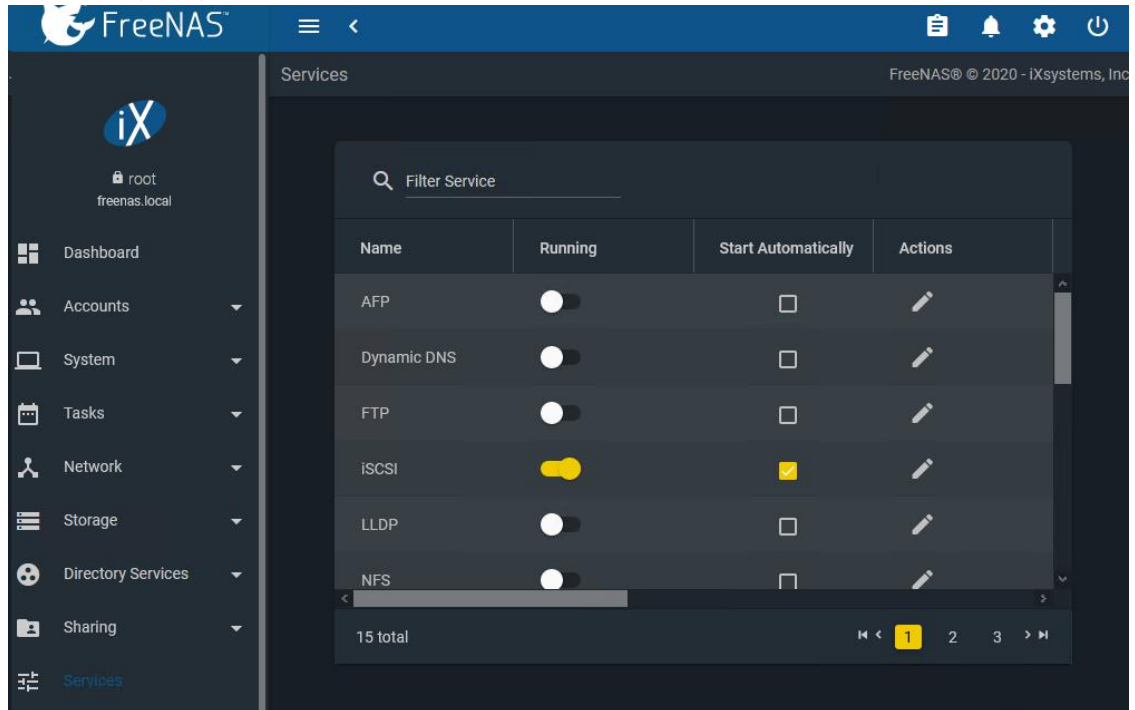 FreeNAS™
Services
FreeNAS® © 2020 - iXsystems, Inc
iX
root
freenas.local
Dashboard
Accounts
System
Tasks
Network
Storage
Directory Services
Sharing
Services
Filter Service
Name Running Start Automatically Actions
AFP
Dynamic DNS
FTP
iSCSI
LLDP
NFS
15 total 1 2 3